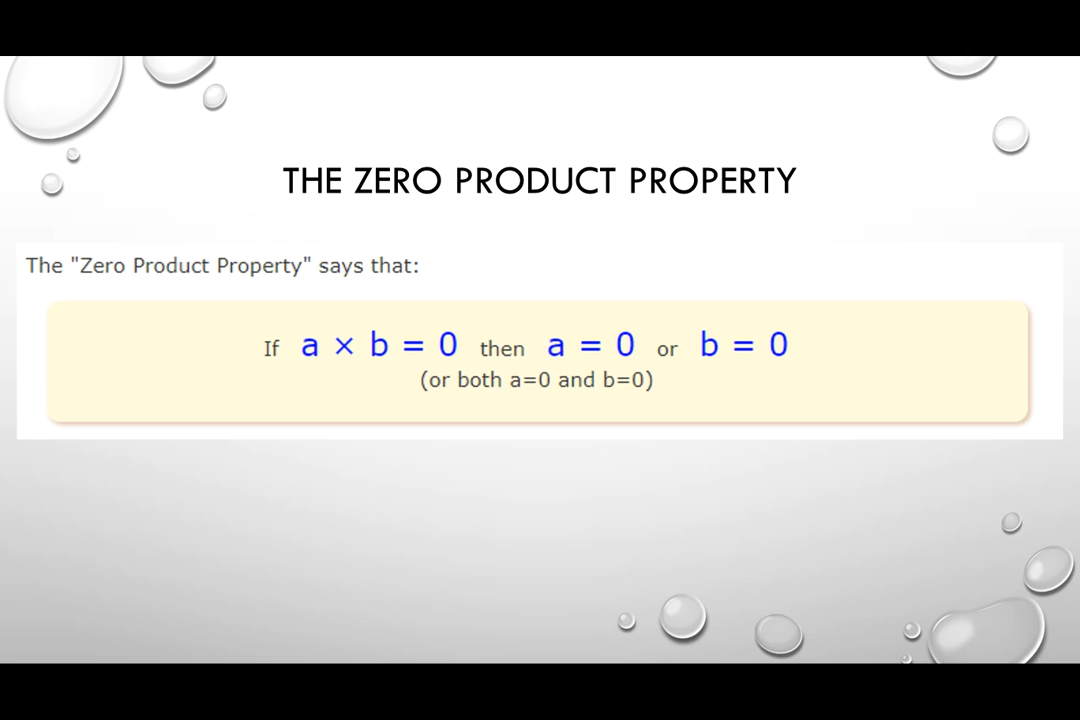 THE ZERO PRODUCT PROPERTY
The "Zero Product Property" says that:
If a × b = 0 then a = 0 or b = 0
(or both a=0 and b=0)